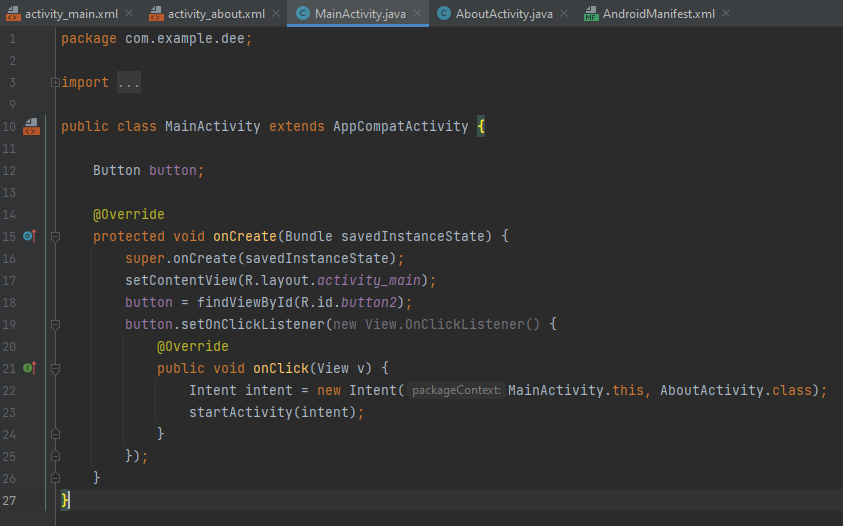 activity_main.xml activity_about.xml MainActivity.java AboutActivity.java AndroidManifest.xml
1 package com.example.dee;
2
3 import ...
9
10 public class MainActivity extends AppCompatActivity {
11
12 Button button;
13
14 @Override
15 protected void onCreate(Bundle savedInstanceState) {
16 super.onCreate(savedInstanceState);
17 setContentView(R.layout.activity_main);
18 button = findViewById(R.id.button2);
19 button.setOnClickListener(new View.OnClickListener() {
20 @Override
21 public void onClick(View v) {
22 Intent intent = new Intent( packageContext: MainActivity.this, AboutActivity.class);
23 startActivity(intent);
24 }
25 });
26 }
27 }